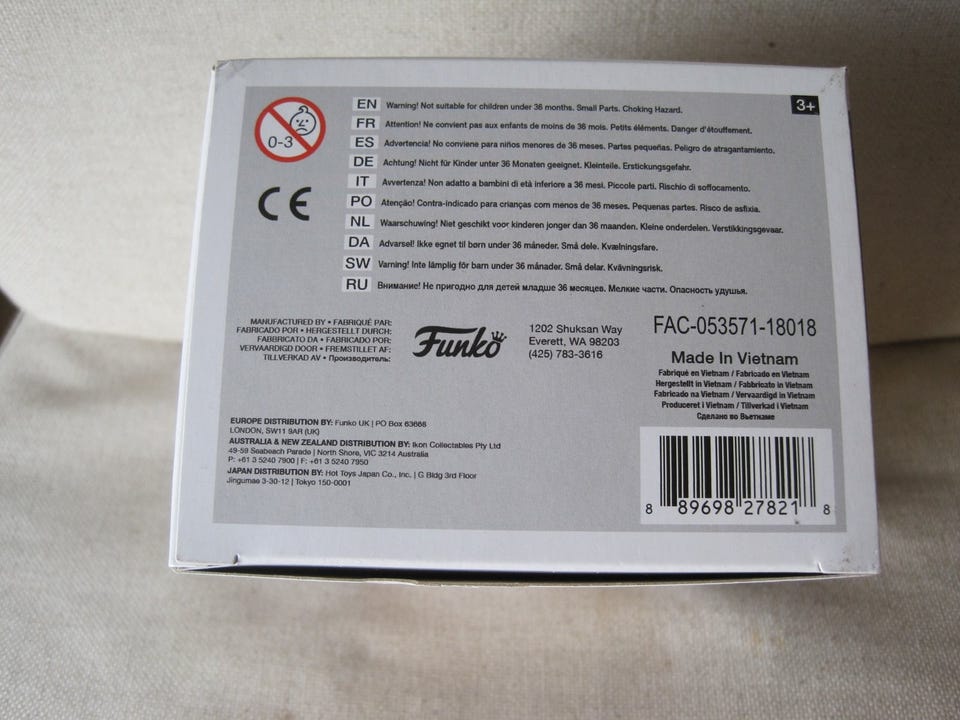 0-3
3+
EN Warning! Not suitable for children under 36 months. Small Parts. Choking Hazard.
FR Attention! Ne convient pas aux enfants de moins de 36 mois. Petits éléments. Danger d'étouffement.
ES Advertencia! No conviene para niños menores de 36 meses. Partes pequeñas. Peligro de atragantamiento.
DE Achtung! Nicht für Kinder unter 36 Monaten geeignet. Kleinteile. Erstickungsgefahr.
IT Avvertenza! Non adatto a bambini di età inferiore a 36 mesi. Piccole parti. Rischio di soffocamento.
PO Atenção! Contra-indicado para crianças com menos de 36 meses. Pequenas partes. Risco de asfixia.
NL Waarschuwing! Niet geschikt voor kinderen jonger dan 36 maanden. Kleine onderdelen. Verstikkingsgevaar.
DA Advarsel! Ikke egnet til børn under 36 måneder. Små dele. Kvælningsfare.
SW Varning! Inte lämplig för barn under 36 månader. Små delar. Kvävningsrisk.
RU Внимание! Не пригодно для детей младше 36 месяцев. Мелкие части. Опасность удушья.
CE
MANUFACTURED BY • FABRIQUÉ PAR:
FABRICADO POR • HERGESTELLT DURCH:
FABBRICATO DA • FABRICADO POR:
VERVAARDIGD DOOR • FREMSTILLET AF:
TILLVERKAD AV • Производитель:
Funko
1202 Shuksan Way
Everett, WA 98203
(425) 783-3616
FAC-053571-18018
Made In Vietnam
Fabriqué en Vietnam / Fabricado en Vietnam
Hergestellt in Vietnam / Fabbricato in Vietnam
Fabricado na Vietnam / Vervaardigd in Vietnam
Produceret i Vietnam / Tillverkad i Vietnam
Сделано во Вьетнаме
EUROPE DISTRIBUTION BY: Funko UK | PO Box 63668
LONDON, SW11 9AR (UK)
AUSTRALIA & NEW ZEALAND DISTRIBUTION BY: Ikon Collectables Pty Ltd
49-59 Seabeach Parade | North Shore, VIC 3214 Australia
P: +61 3 5240 7900 | F: +61 3 5240 7950
JAPAN DISTRIBUTION BY: Hot Toys Japan Co., Inc. | G Bldg 3rd Floor
Jingumae 3-30-12 | Tokyo 150-0001
8 89698 27821 8